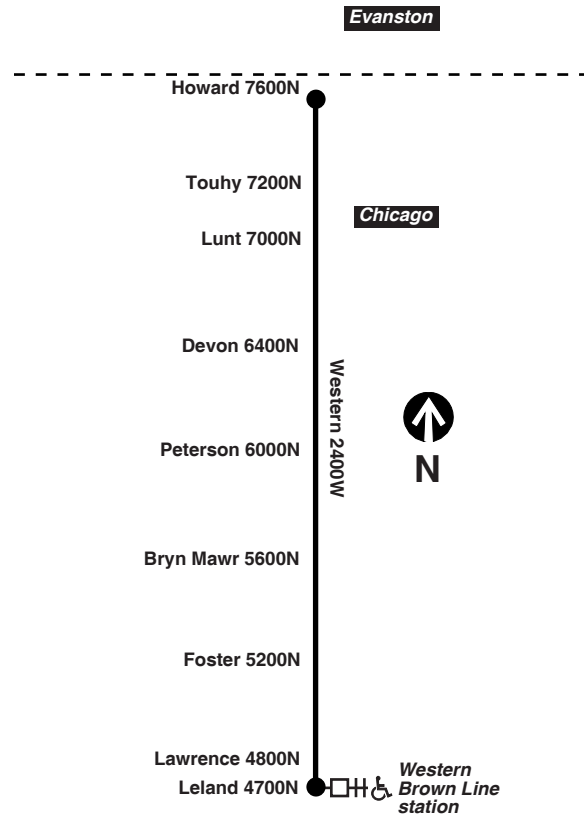 Evanston
Howard 7600N
Touhy 7200N
Chicago
Lunt 7000N
Devon 6400N
Western 2400W
N
Peterson 6000N
Bryn Mawr 5600N
Foster 5200N
Lawrence 4800N
Leland 4700N
Western
Brown Line
station